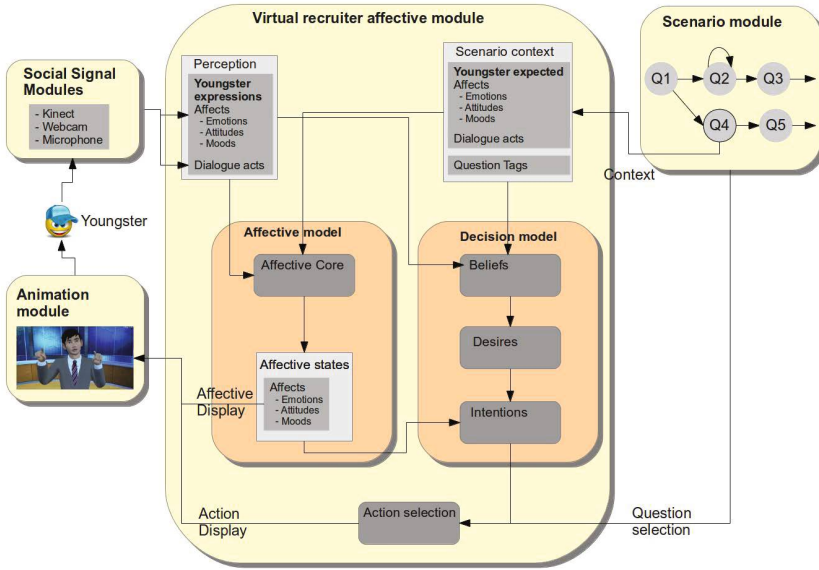 Virtual recruiter affective module
Scenario module
Social Signal
Modules
- Kinect
- Webcam
- Microphone
Perception
Youngster
expressions
Affects
- Emotions
- Attitudes
- Moods
Dialogue acts
Scenario context
Youngster expected
Affects
- Emotions
- Attitudes
- Moods
Dialogue acts
Question Tags
Q1
Q2
Q3
Q4
Q5
Context
Youngster
Animation
module
Affective model
Affective Core
Affective states
Affects
- Emotions
- Attitudes
- Moods
Decision model
Beliefs
Desires
Intentions
Affective
Display
Action
Display
Action selection
Question
selection